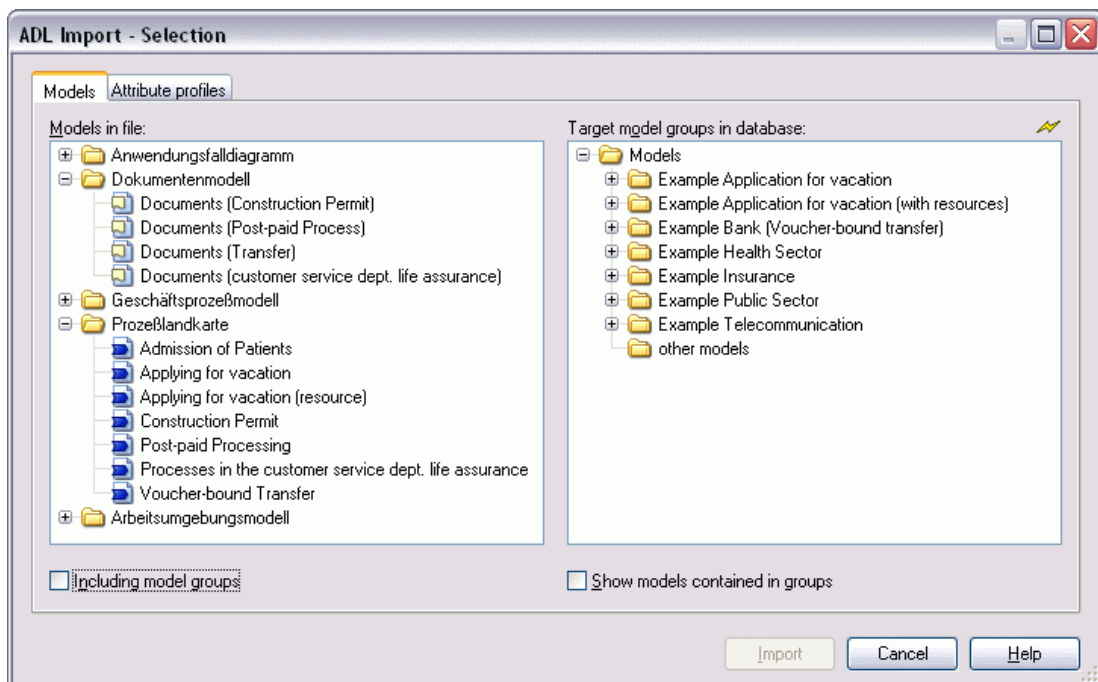 ADL Import - Selection
Models
Attribute profiles
Models in file:
Anwendungsfalldiagramm
Dokumentenmodell
Documents (Construction Permit)
Documents (Post-paid Process)
Documents (Transfer)
Documents (customer service dept. life assurance)
Geschäftsprozeßmodell
Prozeßlandkarte
Admission of Patients
Applying for vacation
Applying for vacation (resource)
Construction Permit
Post-paid Processing
Processes in the customer service dept. life assurance
Voucher-bound Transfer
Arbeitsumgebungsmodell
Including model groups
Target model groups in database:
Models
Example Application for vacation
Example Application for vacation (with resources)
Example Bank (Voucher-bound transfer)
Example Health Sector
Example Insurance
Example Public Sector
Example Telecommunication
other models
Show models contained in groups
Import
Cancel
Help